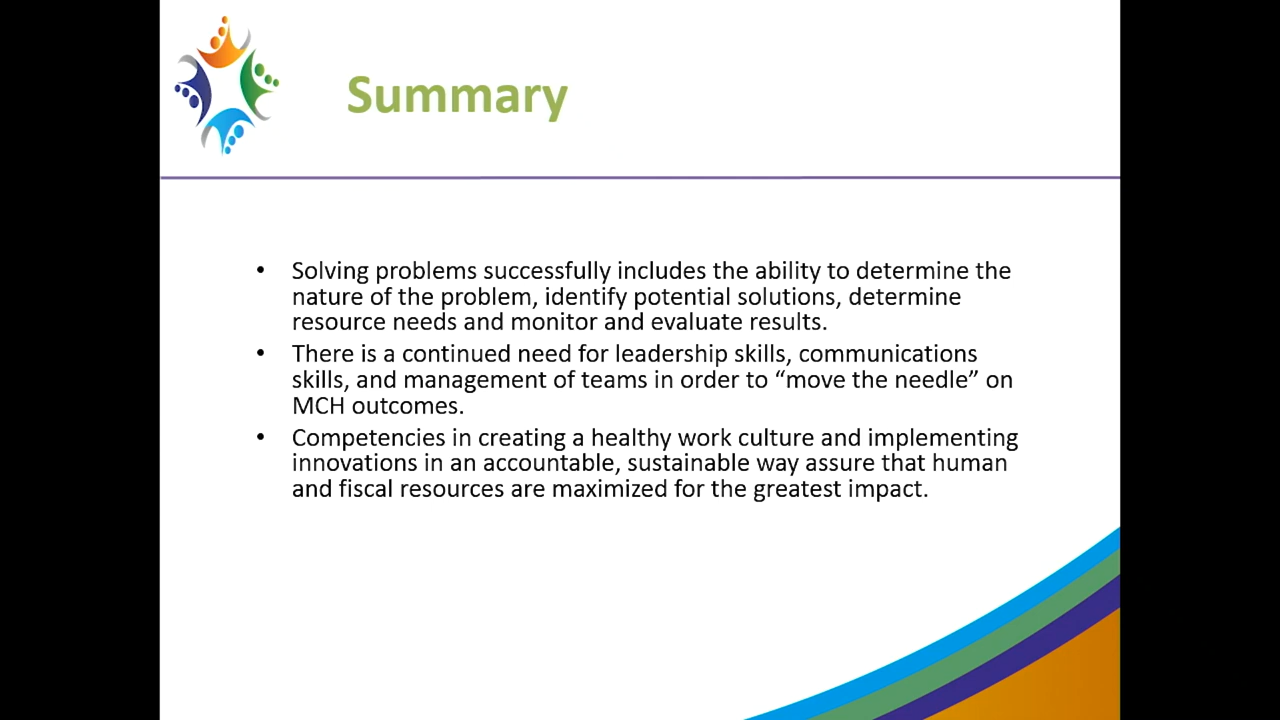 Summary
• Solving problems successfully includes the ability to determine the
nature of the problem, identify potential solutions, determine
resource needs and monitor and evaluate results.
• There is a continued need for leadership skills, communications
skills, and management of teams in order to “move the needle” on
MCH outcomes.
• Competencies in creating a healthy work culture and implementing
innovations in an accountable, sustainable way assure that human
and fiscal resources are maximized for the greatest impact.